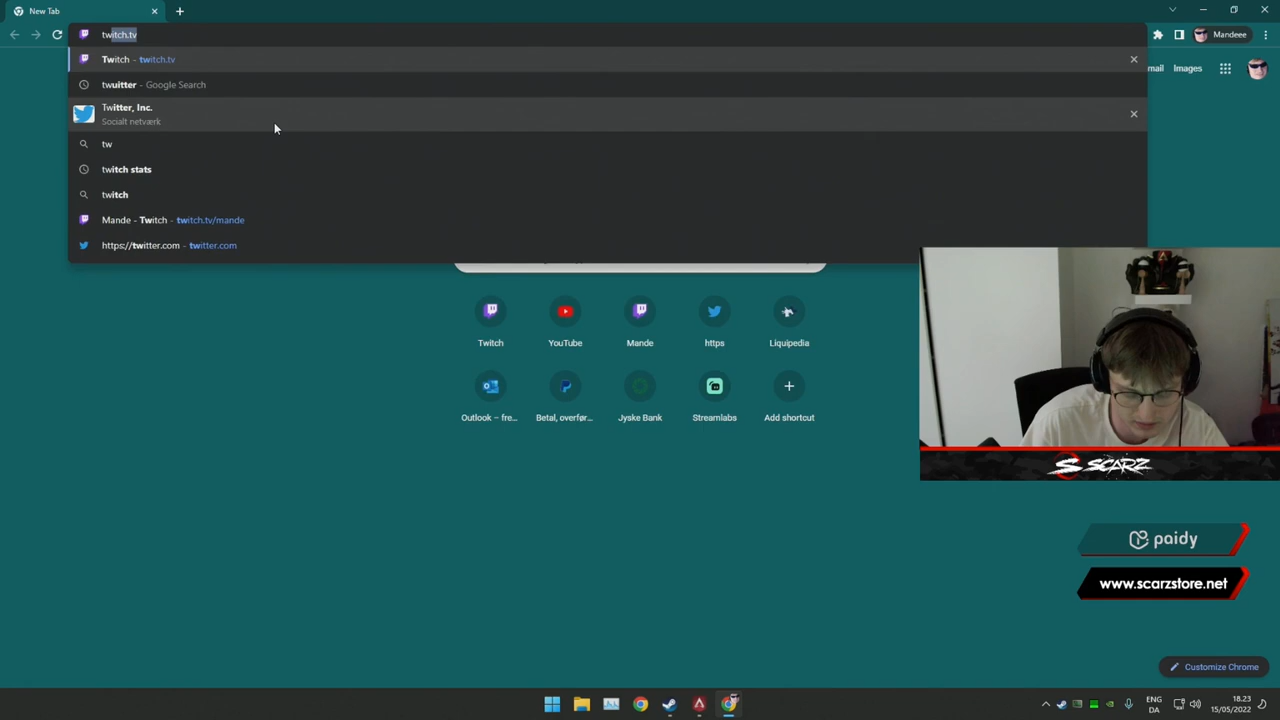 New Tab
twitch.tv
Mandeee
Twitch - twitch.tv
twuitter - Google Search
Twitter, Inc.
Socialt netværk
tw
twitch stats
twitch
Mande - Twitch - twitch.tv/mande
https://twitter.com - twitter.com
mail Images
Twitch YouTube Mande https Liquipedia
Outlook – fre... Betal, overfør... Jyske Bank Streamlabs Add shortcut
SCARZ
paidy
www.scarzstore.net
Customize Chrome
ENG 18.23
DA 15/05/2022